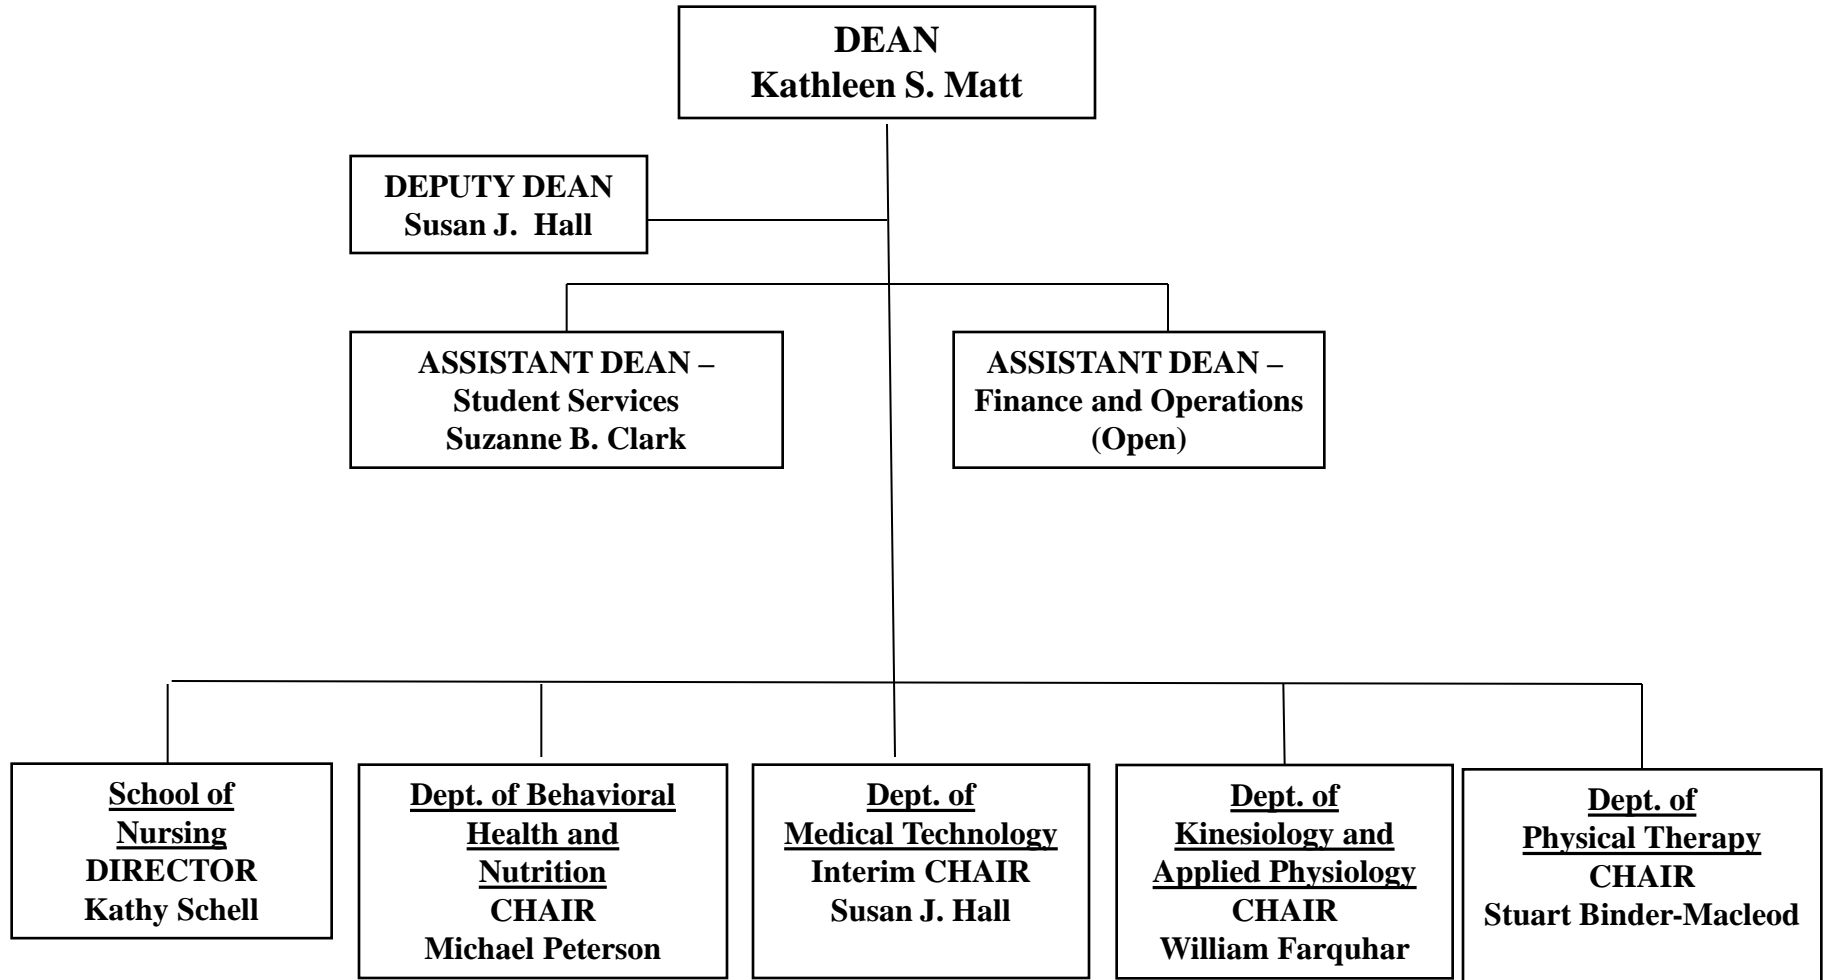 DEAN
Kathleen S. Matt
DEPUTY DEAN
Susan J. Hall
ASSISTANT DEAN –
Student Services
Suzanne B. Clark
ASSISTANT DEAN –
Finance and Operations
(Open)
School of
Nursing
DIRECTOR
Kathy Schell
Dept. of Behavioral
Health and
Nutrition
CHAIR
Michael Peterson
Dept. of
Medical Technology
Interim CHAIR
Susan J. Hall
Dept. of
Kinesiology and
Applied Physiology
CHAIR
William Farquhar
Dept. of
Physical Therapy
CHAIR
Stuart Binder-Macleod